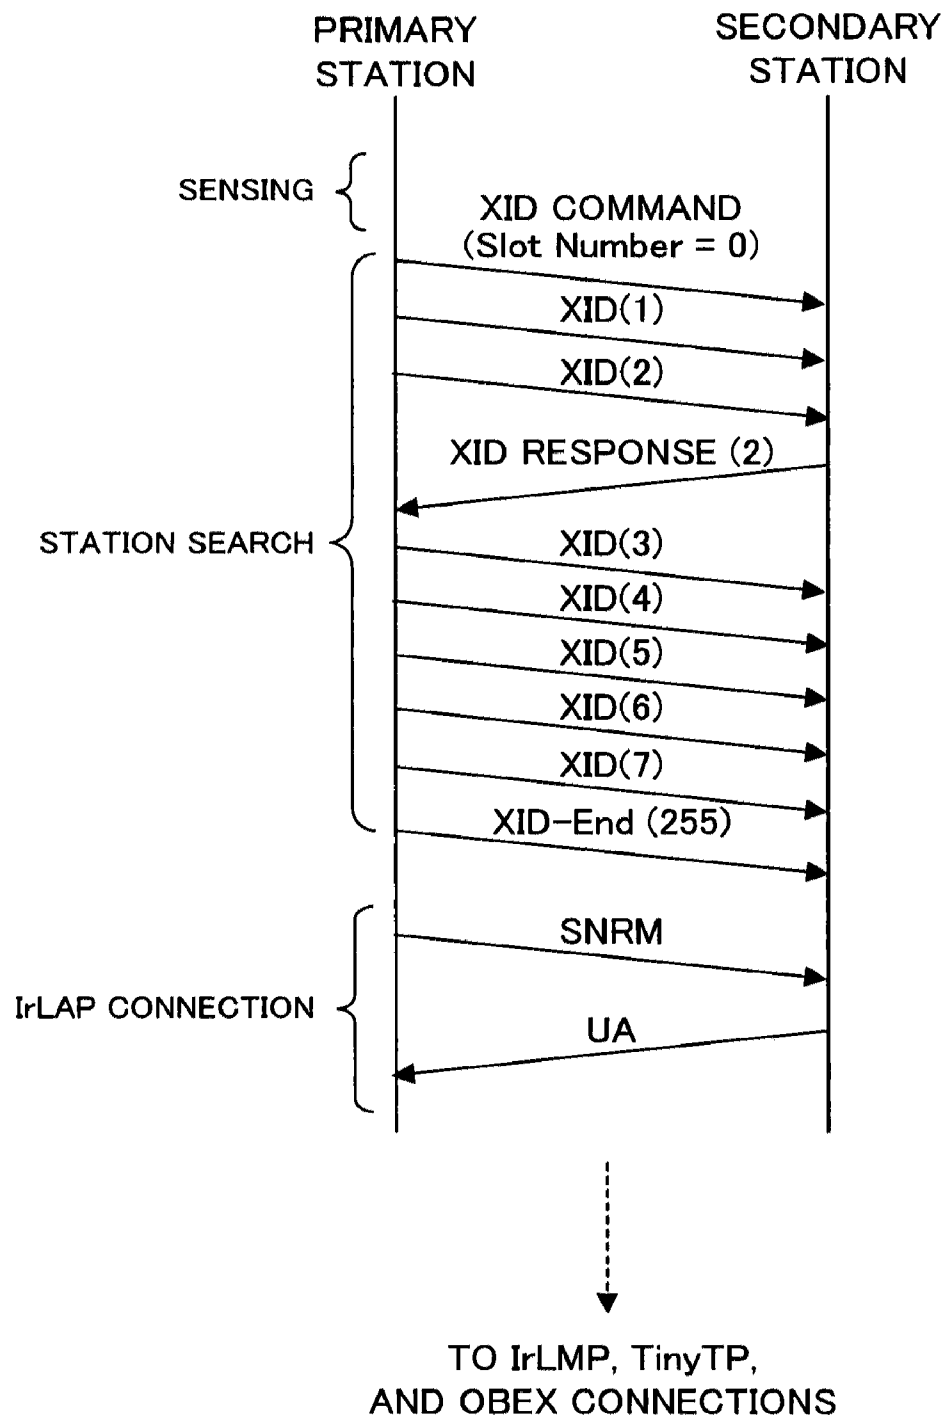 PRIMARY
STATION
SECONDARY
STATION
SENSING
XID COMMAND
(Slot Number = 0)
XID(1)
XID(2)
XID RESPONSE (2)
STATION SEARCH
XID(3)
XID(4)
XID(5)
XID(6)
XID(7)
XID-End (255)
SNRM
IrLAP CONNECTION
UA
TO IrLMP, TinyTP,
AND OBEX CONNECTIONS